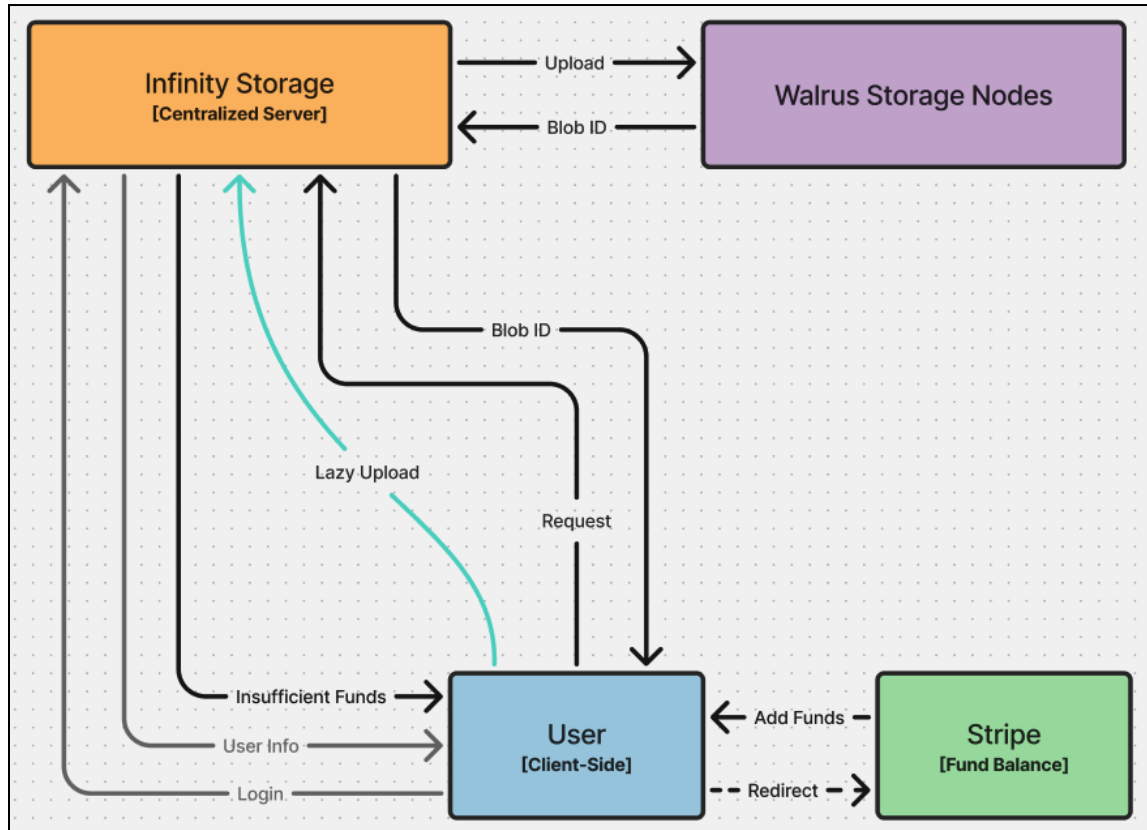 Infinity Storage
[Centralized Server]
Upload
Blob ID
Walrus Storage Nodes
Blob ID
Lazy Upload
Request
Insufficient Funds
User Info
Login
User
[Client-Side]
Add Funds
Redirect
Stripe
[Fund Balance]